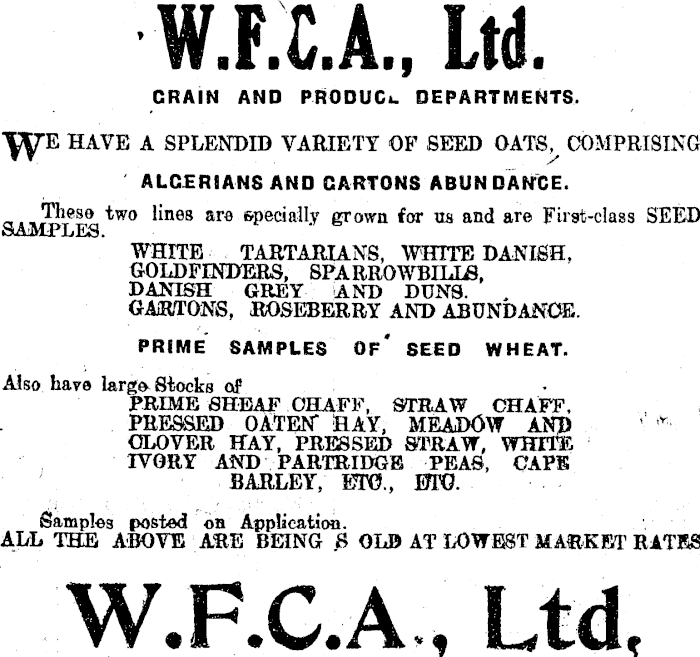 W.F.C.A., Ltd.
GRAIN AND PRODUCE DEPARTMENTS.
WE HAVE A SPLENDID VARIETY OF SEED OATS, COMPRISING
ALGERIANS AND GARTONS ABUNDANCE.
These two lines are specially grown for us and are First-class SEED
SAMPLES.
WHITE TARTARIANS, WHITE DANISH,
GOLDFINDERS, SPARROWBILLS,
DANISH GREY AND DUNS.
GARTONS, ROSEBERRY AND ABUNDANCE.
PRIME SAMPLES OF SEED WHEAT.
Also have large Stocks of
PRIME SHEAF CHAFF, STRAW CHAFF,
PRESSED OATEN HAY, MEADOW AND
CLOVER HAY, PRESSED STRAW, WHITE
IVORY AND PARTRIDGE PEAS, CAPE
BARLEY, ETC., ETC.
Samples posted on Application.
ALL THE ABOVE ARE BEING S OLD AT LOWEST MARKET RATES
W.F.C.A., Ltd,